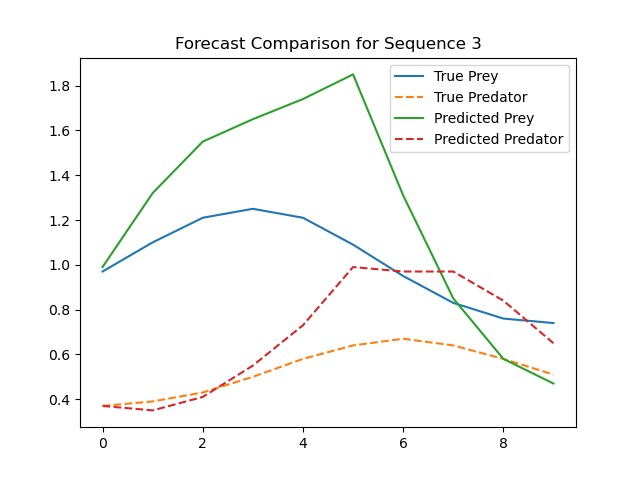 Forecast Comparison for Sequence 3
True Prey
True Predator
Predicted Prey
Predicted Predator
1.8
1.6
1.4
1.2
1.0
0.8
0.6
0.4
0 2 4 6 8